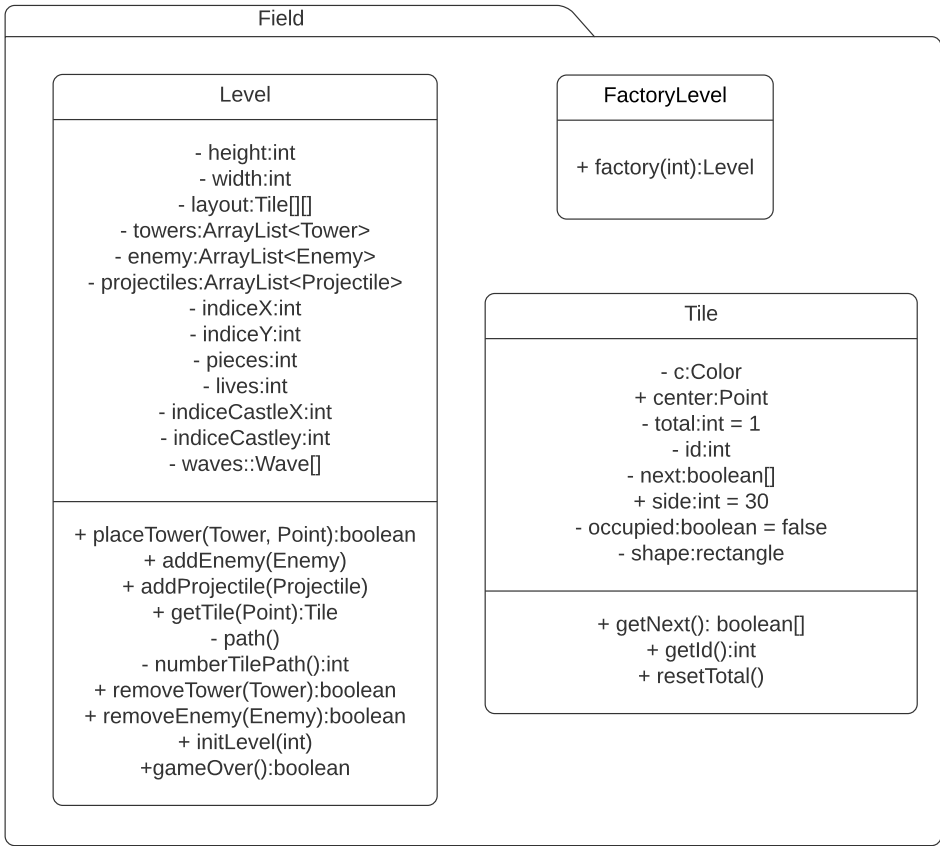 Field
Level
- height:int
- width:int
- layout:Tile[][]
- towers:ArrayList<Tower>
- enemy:ArrayList<Enemy>
- projectiles:ArrayList<Projectile>
- indiceX:int
- indiceY:int
- pieces:int
- lives:int
- indiceCastleX:int
- indiceCastley:int
- waves::Wave[]
+ placeTower(Tower, Point):boolean
+ addEnemy(Enemy)
+ addProjectile(Projectile)
+ getTile(Point):Tile
- path()
- numberTilePath():int
+ removeTower(Tower):boolean
+ removeEnemy(Enemy):boolean
+ initLevel(int)
+gameOver():boolean
FactoryLevel
+ factory(int):Level
Tile
- c:Color
+ center:Point
- total:int = 1
- id:int
- next:boolean[]
+ side:int = 30
- occupied:boolean = false
- shape:rectangle
+ getNext(): boolean[]
+ getId():int
+ resetTotal()